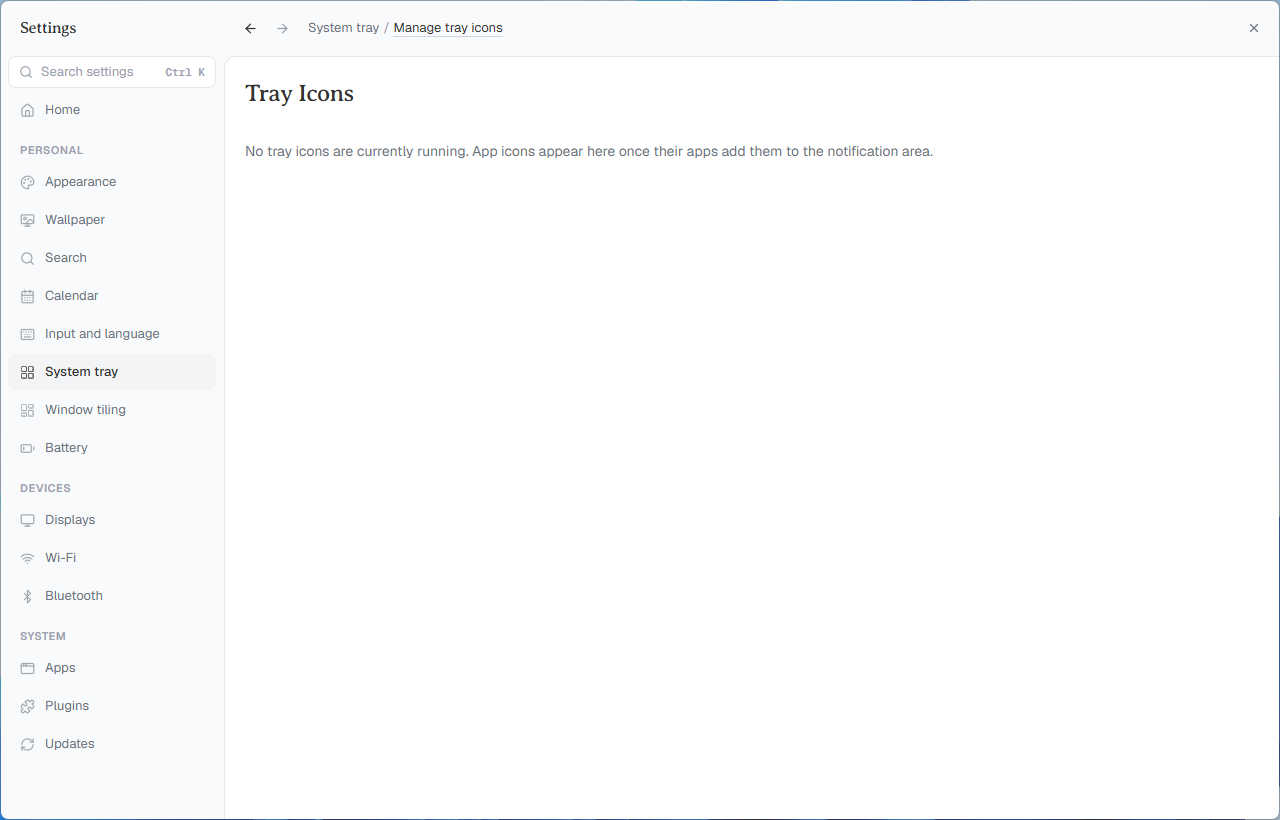 Settings
System tray / Manage tray icons
Search settings Ctrl K
Home
PERSONAL
Appearance
Wallpaper
Search
Calendar
Input and language
System tray
Window tiling
Battery
DEVICES
Displays
Wi-Fi
Bluetooth
SYSTEM
Apps
Plugins
Updates
Tray Icons
No tray icons are currently running. App icons appear here once their apps add them to the notification area.